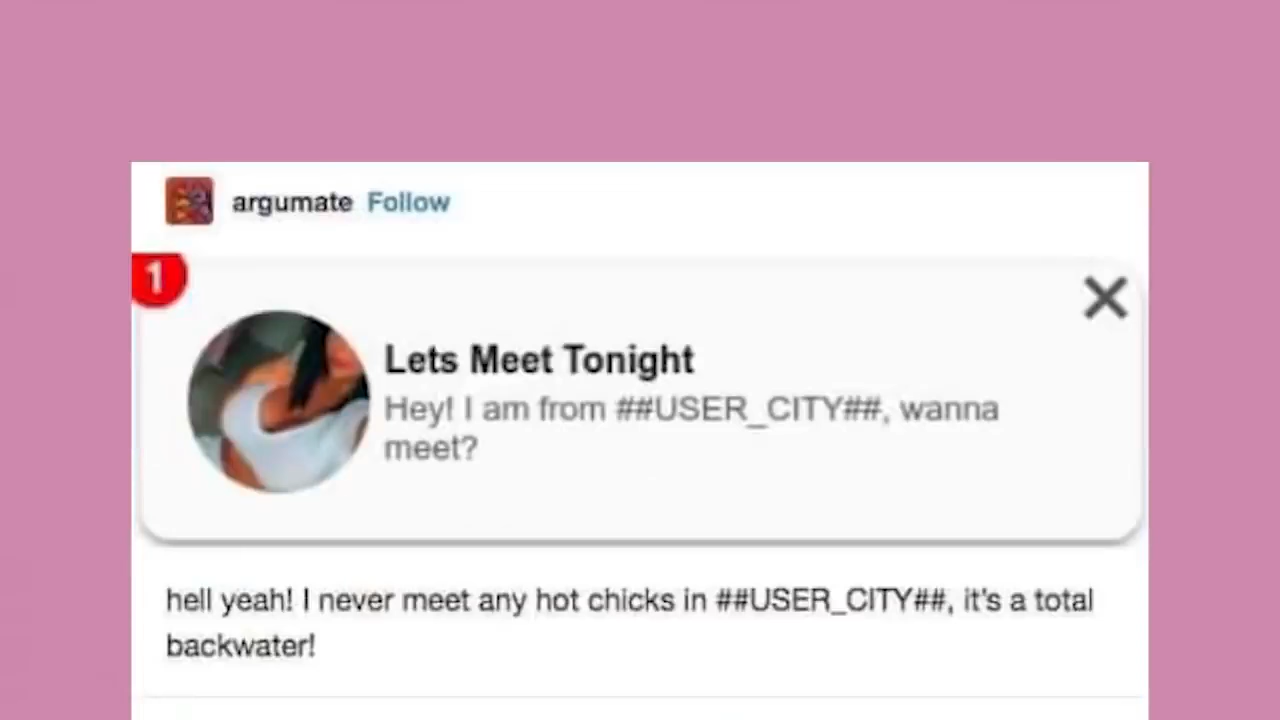 argumate Follow
1
Lets Meet Tonight
Hey! I am from ##USER_CITY##, wanna
meet?
hell yeah! I never meet any hot chicks in ##USER_CITY##, it's a total
backwater!